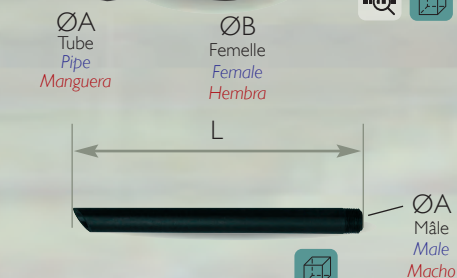 ØA
Tube
Pipe
Manguera
ØB
Femelle
Female
Hembra
L
ØA
Mâle
Male
Macho